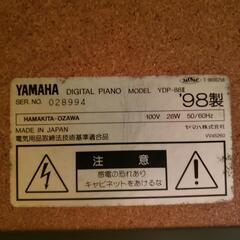 YAMAHA DIGITAL PIANO MODEL YDP-88II '98製
SER. NO. 028994
HAMAKITA-OZAWA 100V 28W 50/60Hz
MADE IN JAPAN ヤマハ株式会社
電気用品取締法技術基準適合品 VV45260
注意
感電の恐れあり
キャビネットをあけるな